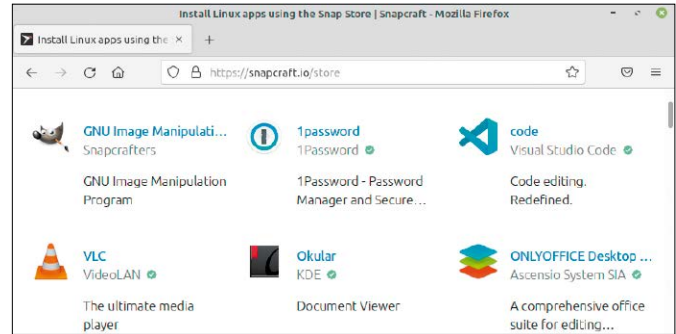 Install Linux apps using the Snap Store | Snapcraft - Mozilla Firefox
Install Linux apps using the
https://snapcraft.io/store
GNU Image Manipulati...
Snapcrafters
GNU Image Manipulation
Program
1password
1Password
1Password - Password
Manager and Secure...
code
Visual Studio Code
Code editing.
Redefined.
VLC
VideoLAN
The ultimate media
player
Okular
KDE
Document Viewer
ONLYOFFICE Desktop ...
Ascensio System SIA
A comprehensive office
suite for editing...